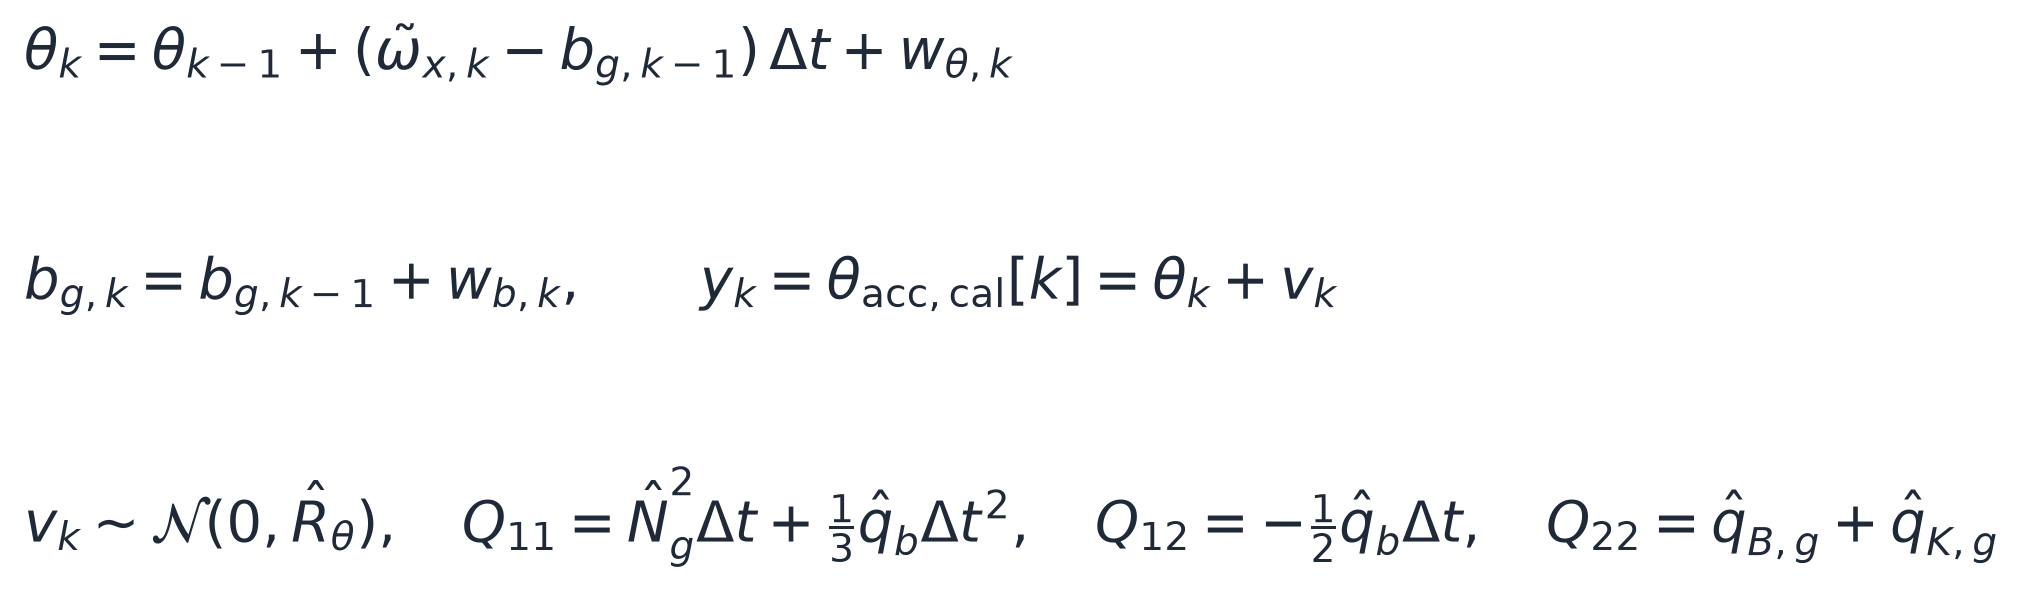 θ_k = θ_{k−1} + (ω̃_{x,k} − b_{g,k−1}) Δt + w_{θ,k}
b_{g,k} = b_{g,k−1} + w_{b,k},  y_k = θ_{acc,cal}[k] = θ_k + v_k
v_k ∼ 𝒩(0, R̂_θ),  Q_{11} = N̂_g^2 Δt + \frac{1}{3} q̂_b Δt^2,  Q_{12} = −\frac{1}{2} q̂_b Δt,  Q_{22} = q̂_{B,g} + q̂_{K,g}